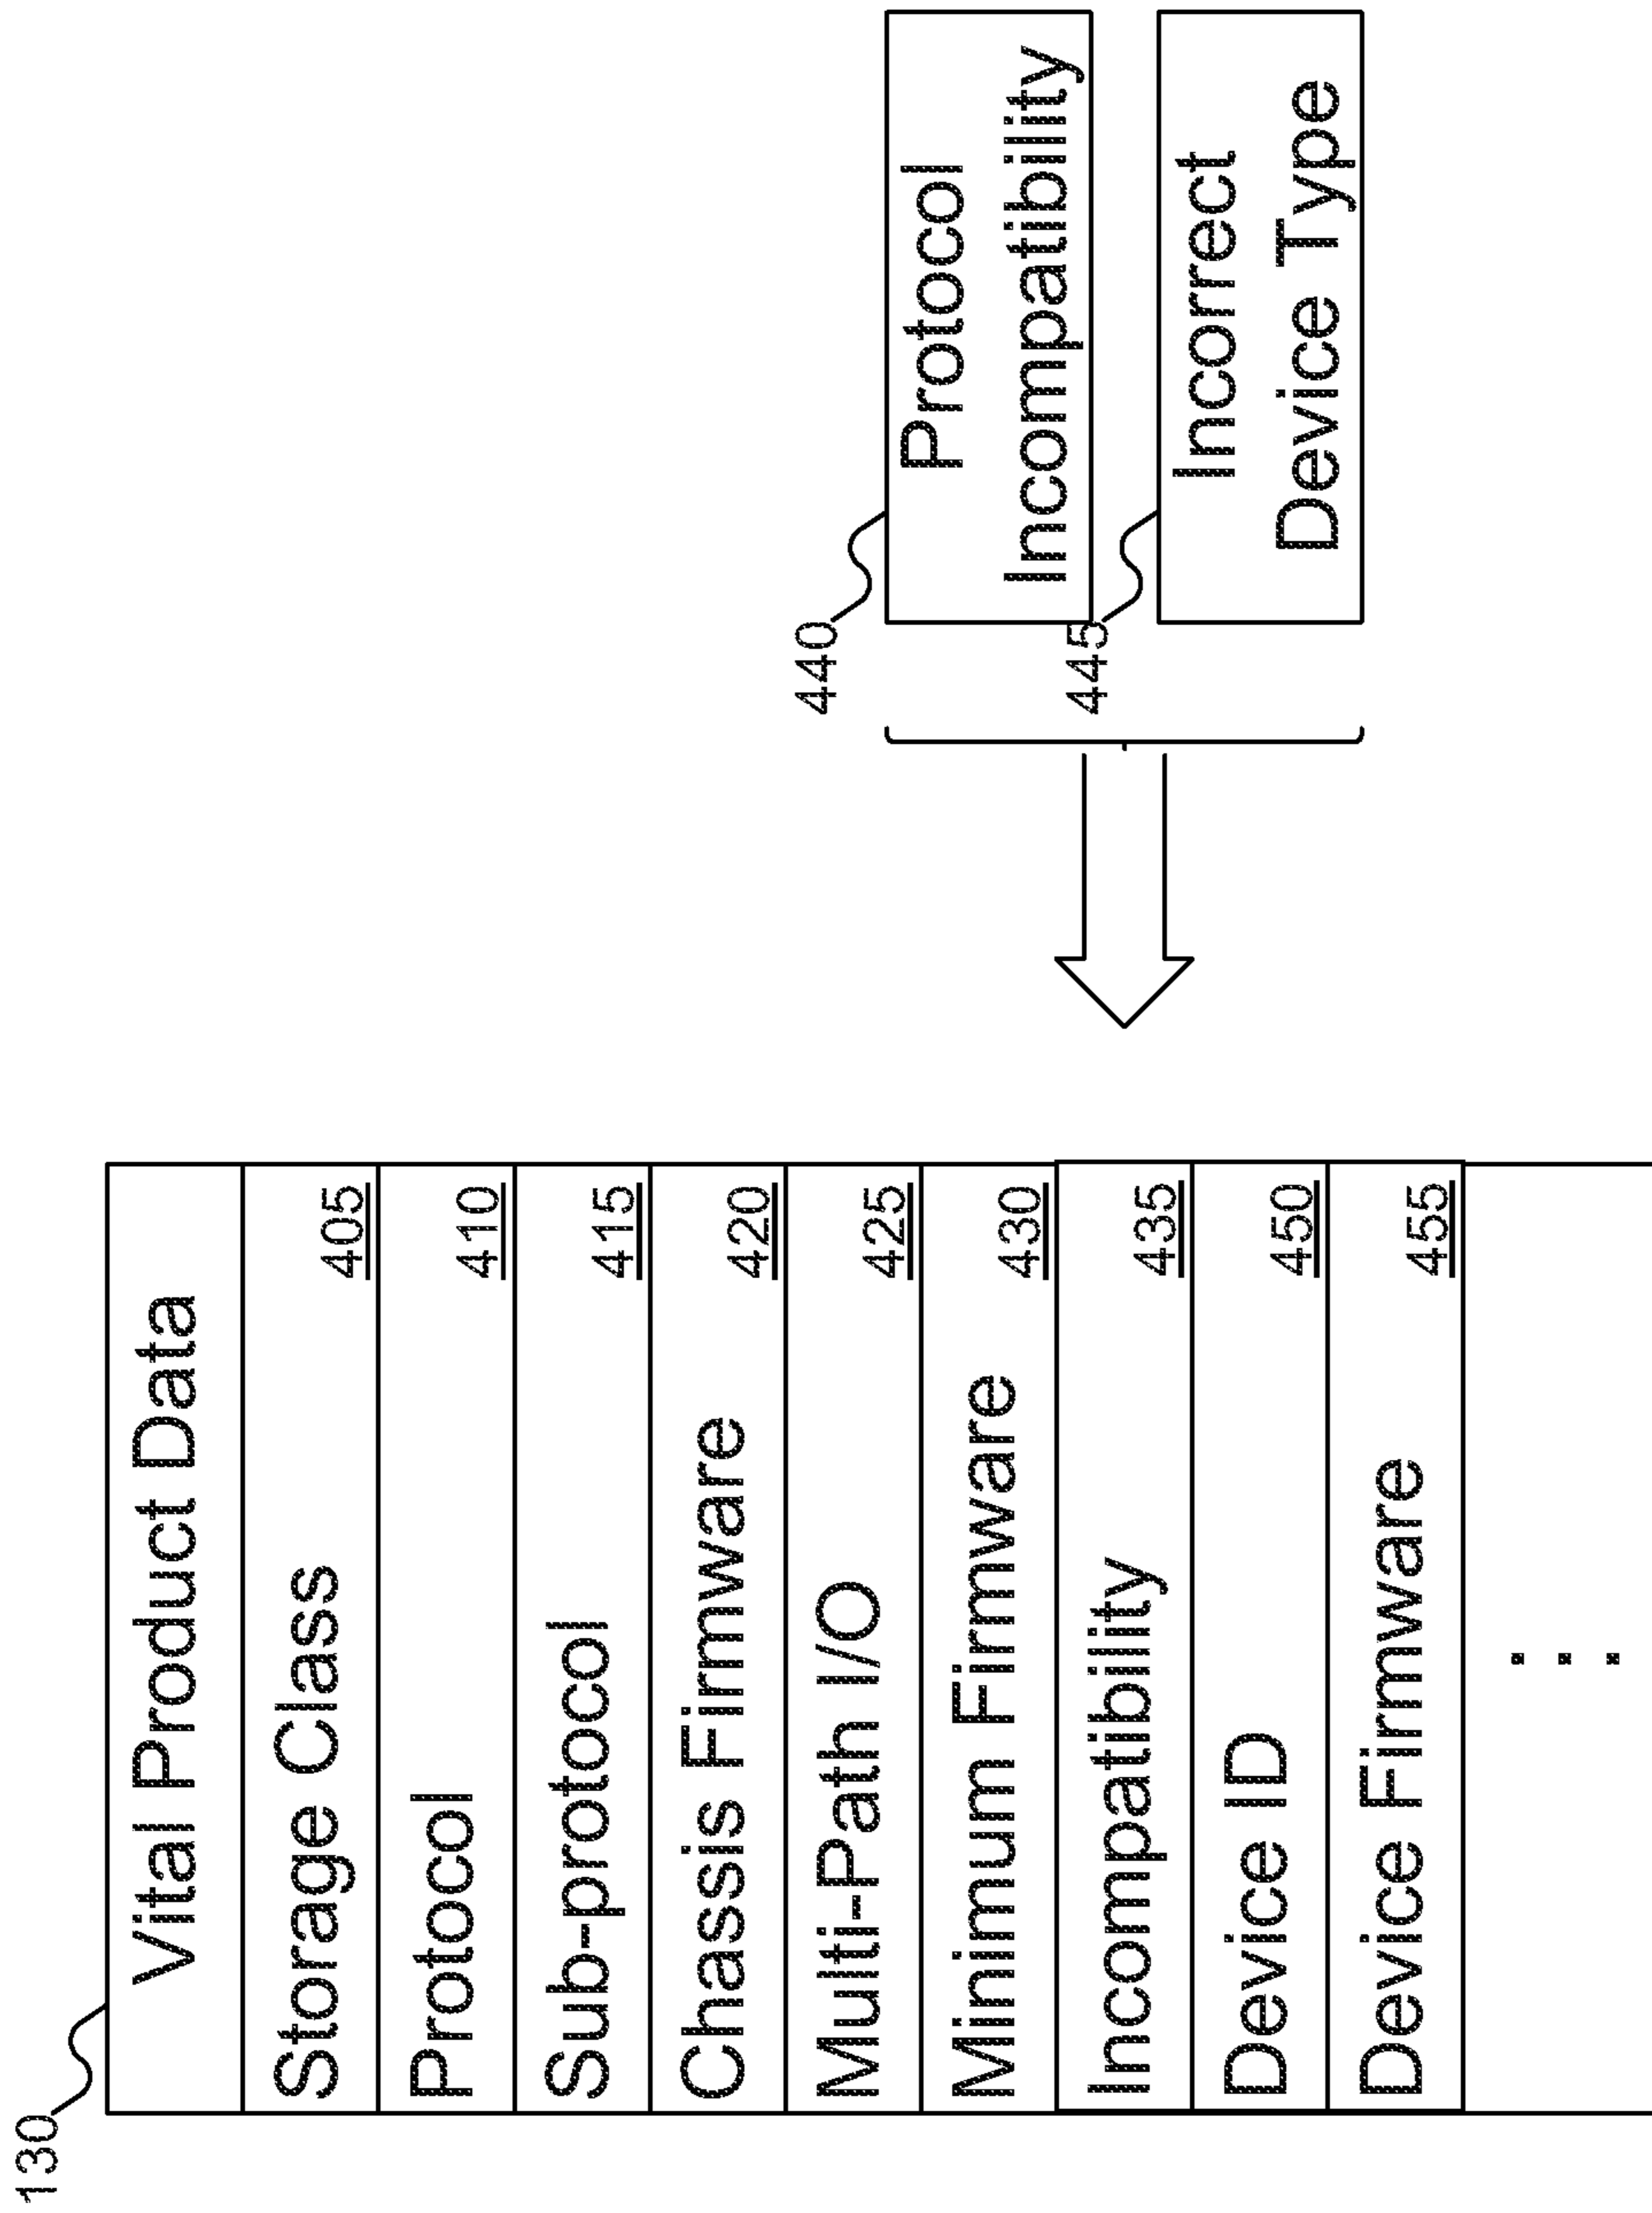 130
Vital Product Data
Storage Class 405
Protocol 410
Sub-protocol 415
Chassis Firmware 420
Multi-Path I/O 425
Minimum Firmware 430
Incompatibility 435
Device ID 450
Device Firmware 455
440
Protocol
Incompatibility
445
Incorrect
Device Type